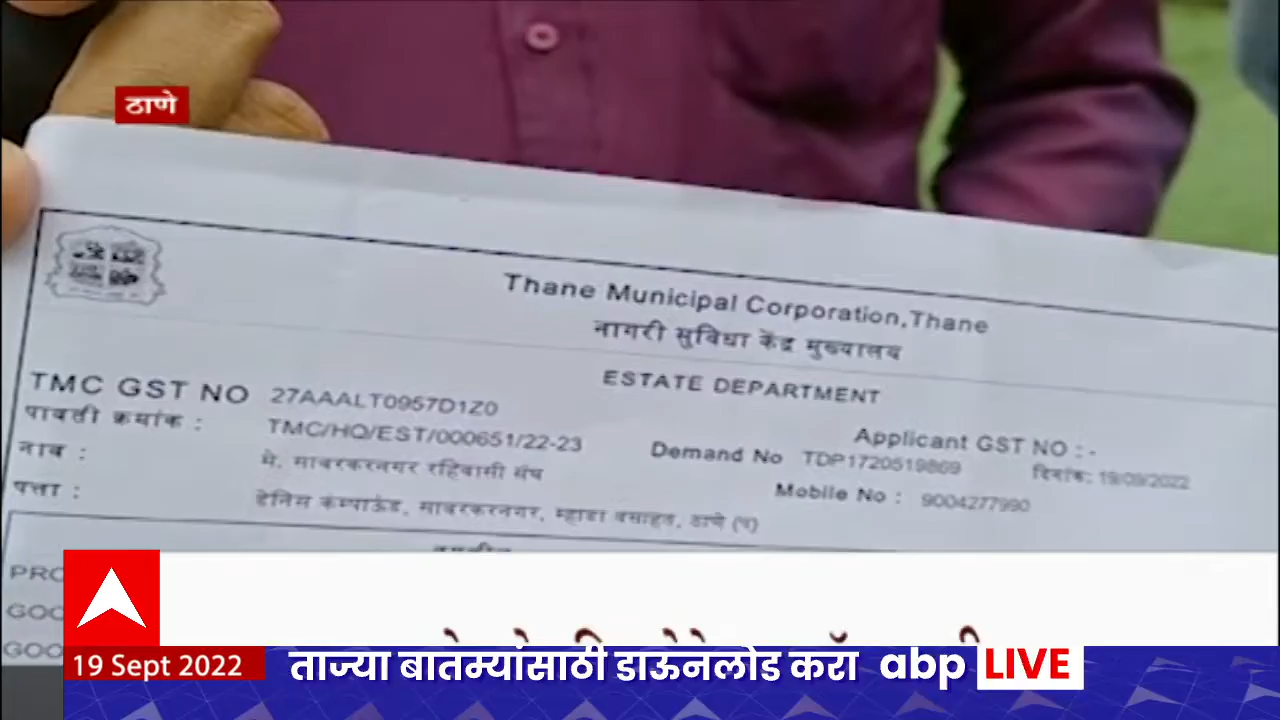 ठाणे
Thane Municipal Corporation,Thane
नागरी सुविधा केंद्र मुख्यालय
ESTATE DEPARTMENT
TMC GST NO 27AAALT0957D1Z0
Applicant GST NO : -
पावती क्रमांक : TMC/HQ/EST/000651/22-23
Demand No TDP1720519869 दिनांक: 19/09/2022
नाव : मे. सावरकरनगर रहिवासी संघ
Mobile No : 9004277990
पत्ता : डेनिस कंम्पाऊंड, सावरकरनगर, म्हाडा वसाहत, ठाणे (प)
19 Sept 2022
ताज्या बातम्यांसाठी डाऊनलोड करा abp LIVE